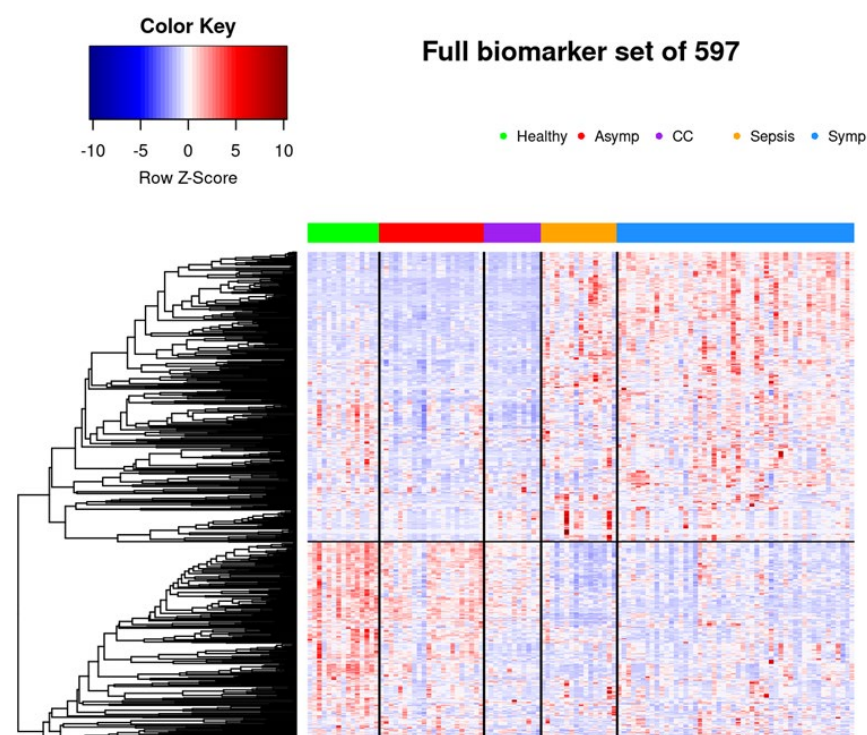 Color Key
-10 -5 0 5 10
Row Z-Score
Full biomarker set of 597
Healthy Asymp CC Sepsis Symp